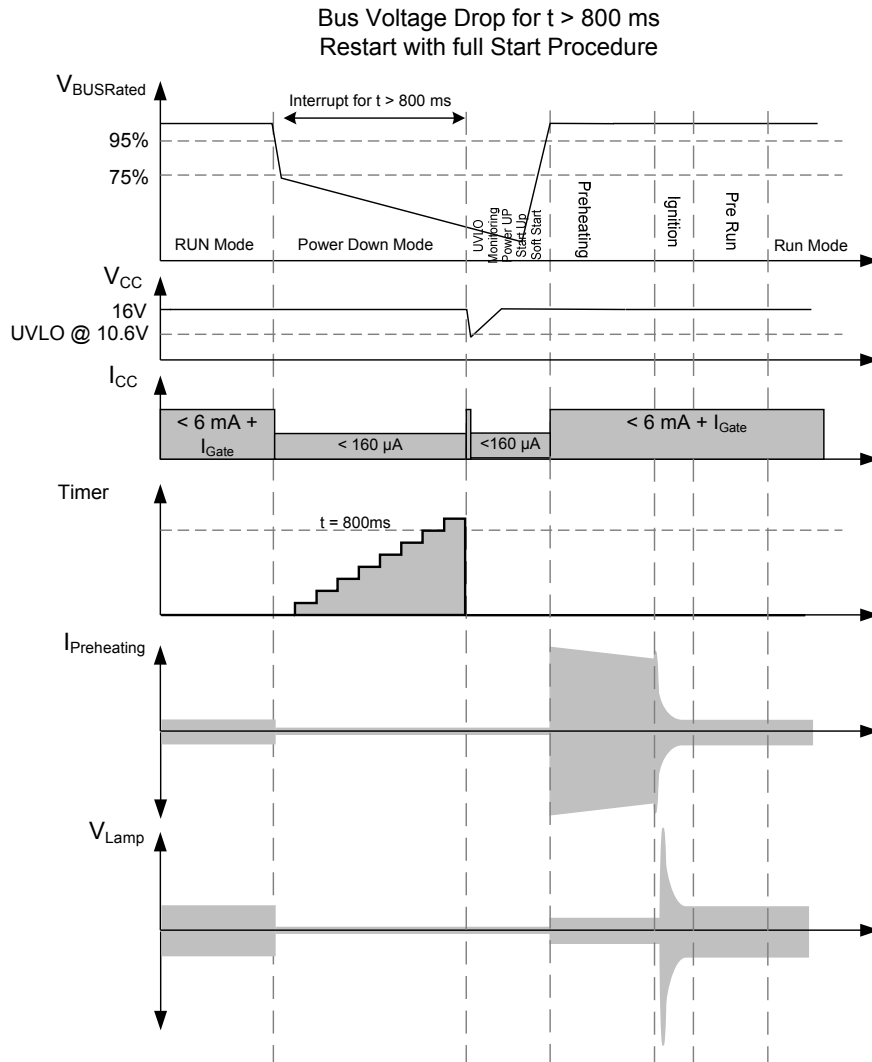 Bus Voltage Drop for t > 800 ms
Restart with full Start Procedure
VBUSRated
Interrupt for t > 800 ms
95%
75%
RUN Mode
Power Down Mode
UVLO
Monitoring
Power UP
Start Up
Soft Start
Preheating
Ignition
Pre Run
Run Mode
VCC
16V
UVLO @ 10.6V
ICC
< 6 mA +
IGate
< 160 µA
<160 µA
< 6 mA + IGate
Timer
t = 800ms
IPreheating
VLamp